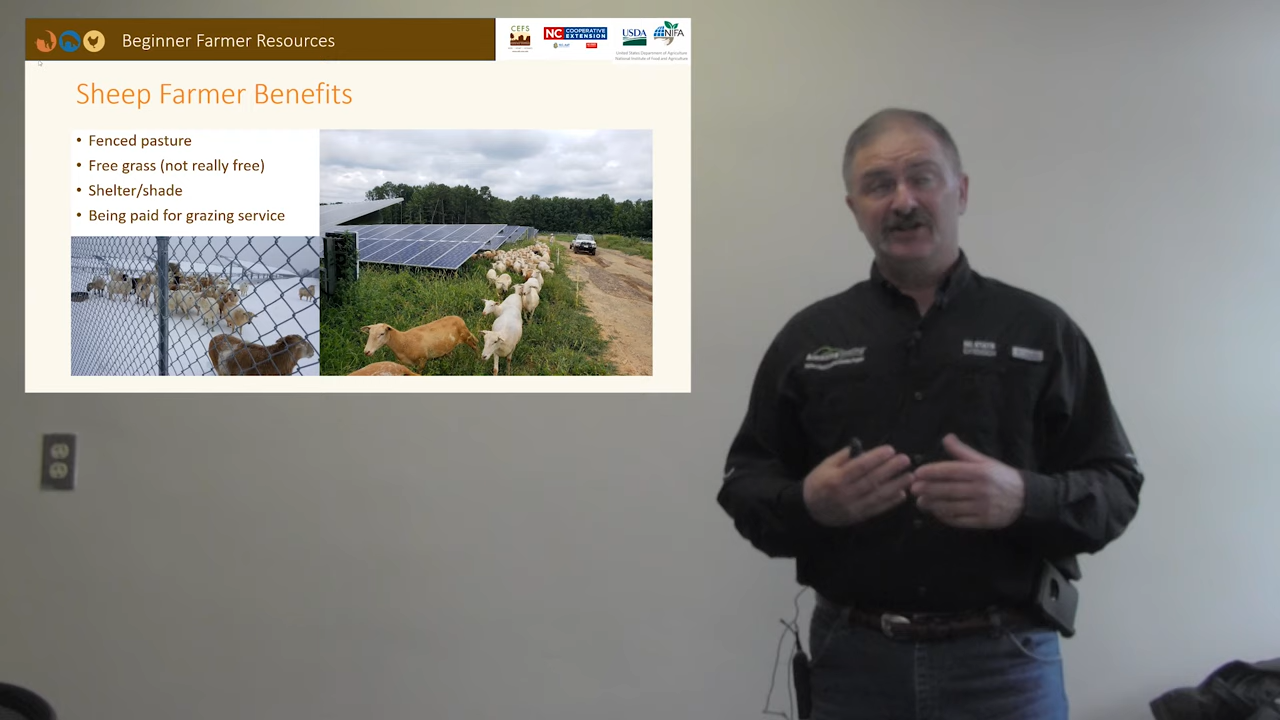 Beginner Farmer Resources
CEFS
NC COOPERATIVE
EXTENSION
USDA
NIFA
United States Department of Agriculture
National Institute of Food and Agriculture
Sheep Farmer Benefits
• Fenced pasture
• Free grass (not really free)
• Shelter/shade
• Being paid for grazing service